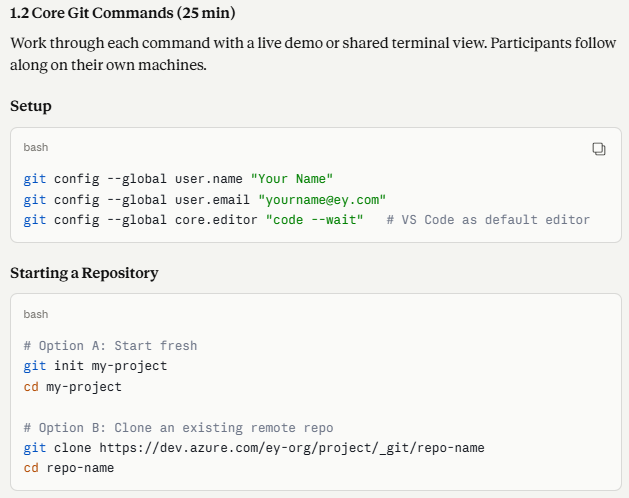 1.2 Core Git Commands (25 min)
Work through each command with a live demo or shared terminal view. Participants follow
along on their own machines.
Setup
bash
git config --global user.name "Your Name"
git config --global user.email "yourname@ey.com"
git config --global core.editor "code --wait"   # VS Code as default editor
Starting a Repository
bash
# Option A: Start fresh
git init my-project
cd my-project
# Option B: Clone an existing remote repo
git clone https://dev.azure.com/ey-org/project/_git/repo-name
cd repo-name